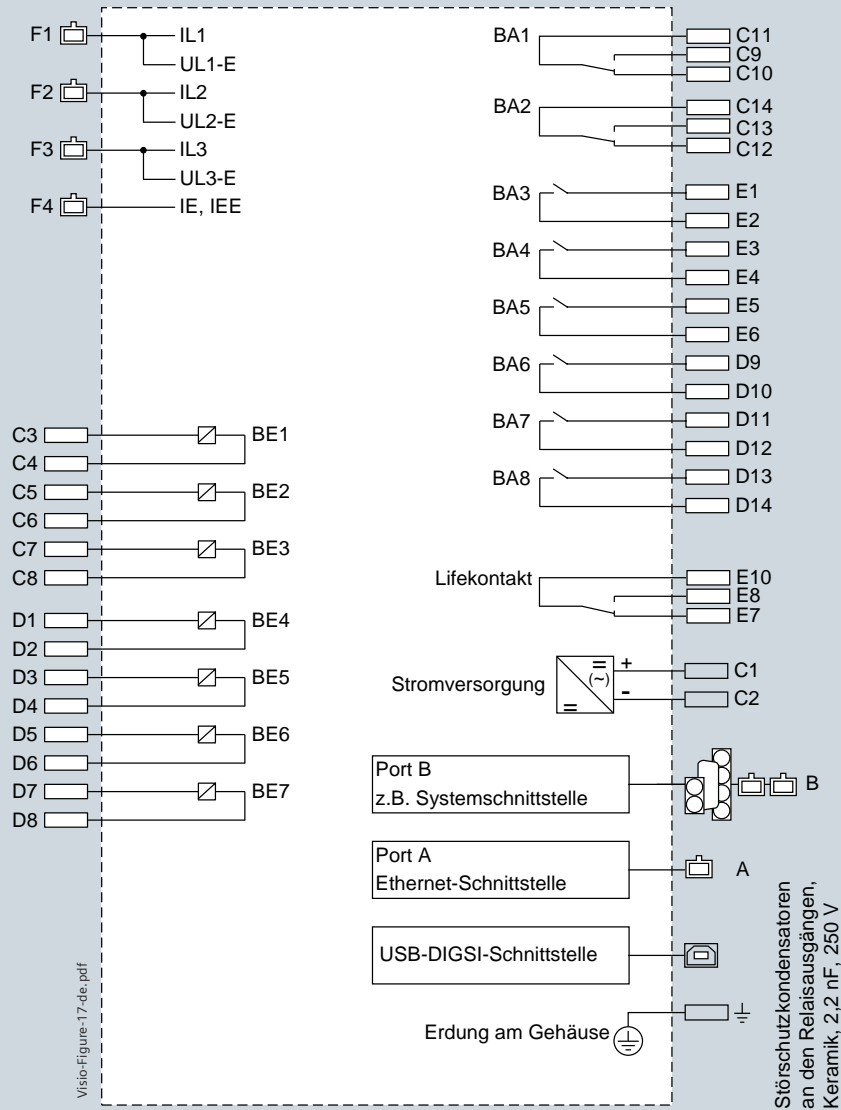 F1
IL1
UL1-E
F2
IL2
UL2-E
F3
IL3
UL3-E
F4
IE, IEE
C3
BE1
C4
C5
BE2
C6
C7
BE3
C8
D1
BE4
D2
D3
BE5
D4
D5
BE6
D6
D7
BE7
D8
BA1
C11
C9
C10
BA2
C14
C13
C12
BA3
E1
E2
BA4
E3
E4
BA5
E5
E6
BA6
D9
D10
BA7
D11
D12
BA8
D13
D14
Lifekontakt
E10
E8
E7
Stromversorgung
=
(~)
=
+
-
C1
C2
Port B
z.B. Systemschnittstelle
B
Port A
Ethernet-Schnittstelle
A
USB-DIGSI-Schnittstelle
Erdung am Gehäuse
Störschutzkondensatoren
an den Relaisausgängen,
Keramik, 2,2 nF, 250 V
Visio-Figure-17-de.pdf